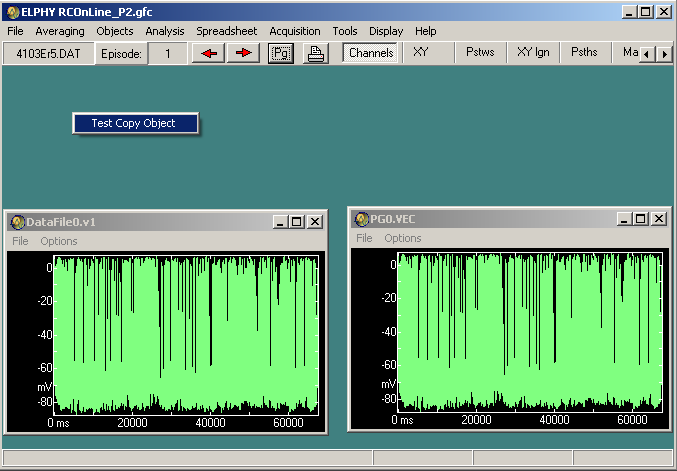 ELPHY RCOnLine_P2.gfc
File Averaging Objects Analysis Spreadsheet Acquisition Tools Display Help
4103Er5.DAT Episode: 1 Pg Channels XY Pstws XY Ign Psths Ma
Test Copy Object
DataFile0.v1
File Options
0
-20
-40
-60
mV
-80
0 ms 20000 40000 60000
PG0.VEC
File Options
0
-20
-40
-60
mV
-80
0 ms 20000 40000 60000